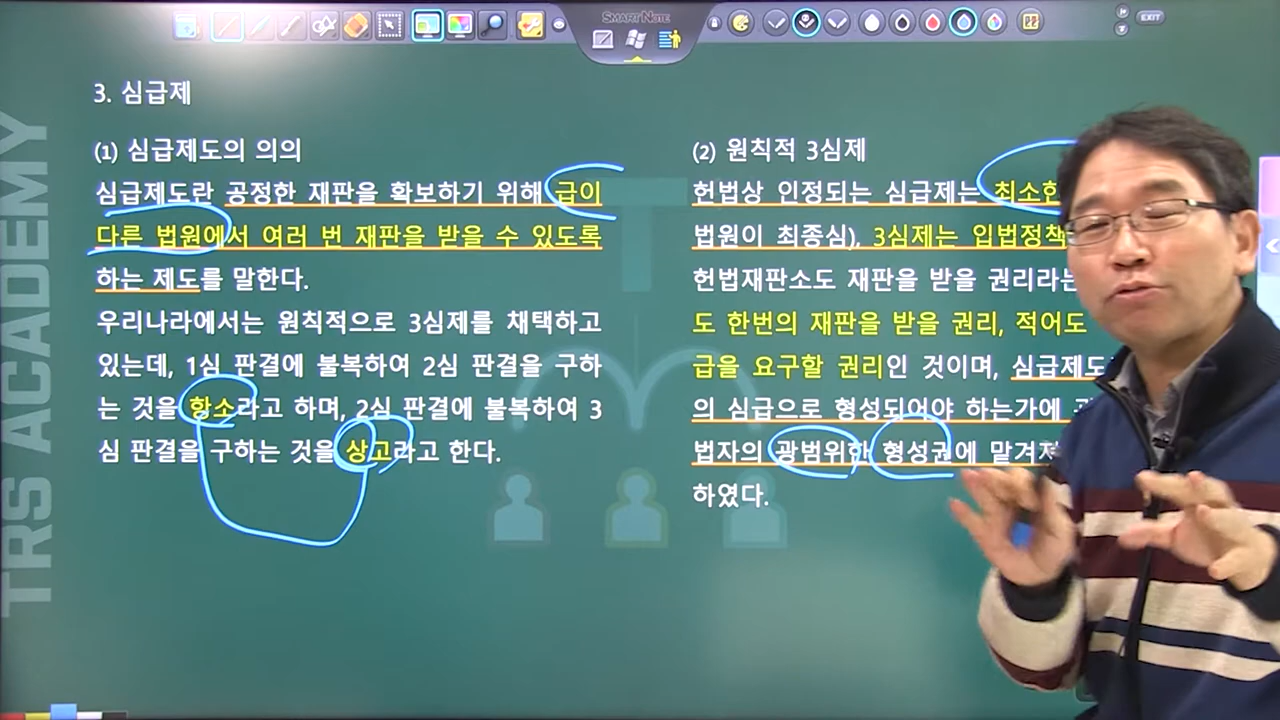 SMARTNOTE
EXIT
TRS ACADEMY
3. 심급제
(1) 심급제도의 의의
심급제도란 공정한 재판을 확보하기 위해 급이
다른 법원에서 여러 번 재판을 받을 수 있도록
하는 제도를 말한다.
우리나라에서는 원칙적으로 3심제를 채택하고
있는데, 1심 판결에 불복하여 2심 판결을 구하
는 것을 항소라고 하며, 2심 판결에 불복하여 3
심 판결을 구하는 것을 상고라고 한다.
(2) 원칙적 3심제
헌법상 인정되는 심급제는 최소한
법원이 최종심), 3심제는 입법정책
헌법재판소도 재판을 받을 권리라는
도 한번의 재판을 받을 권리, 적어도
급을 요구할 권리인 것이며, 심급제도
의 심급으로 형성되어야 하는가에
법자의 광범위한 형성권에 맡겨져
하였다.